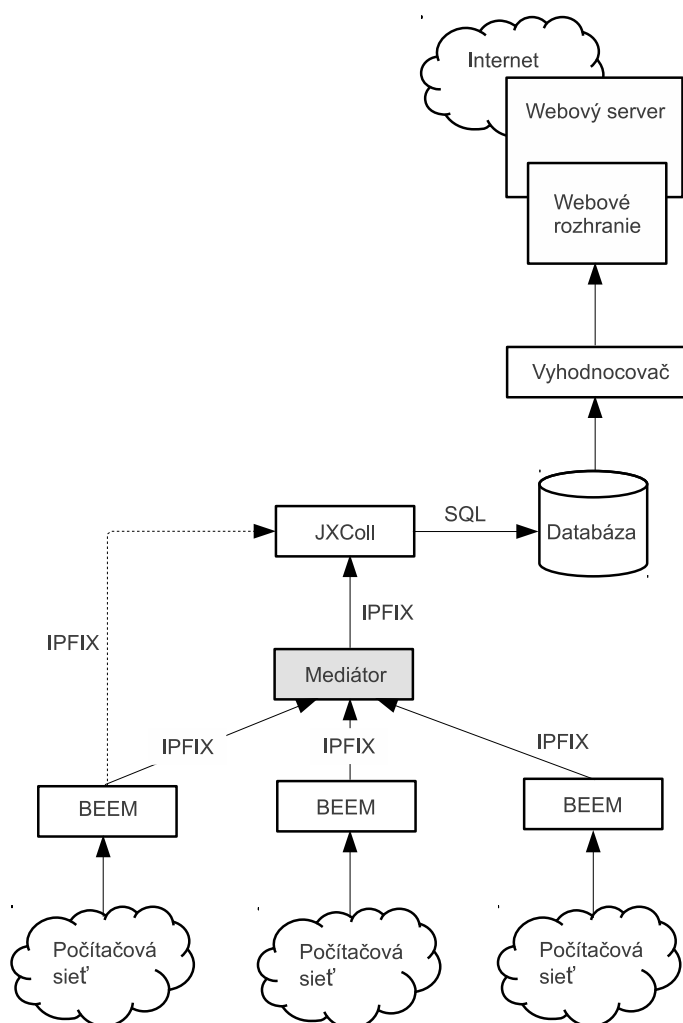 Internet
Webový server
Webové
rozhranie
Vyhodnocovač
JXColl
SQL
Databáza
IPFIX
IPFIX
Mediátor
IPFIX
IPFIX
IPFIX
BEEM
BEEM
BEEM
Počítačová
sieť
Počítačová
sieť
Počítačová
sieť